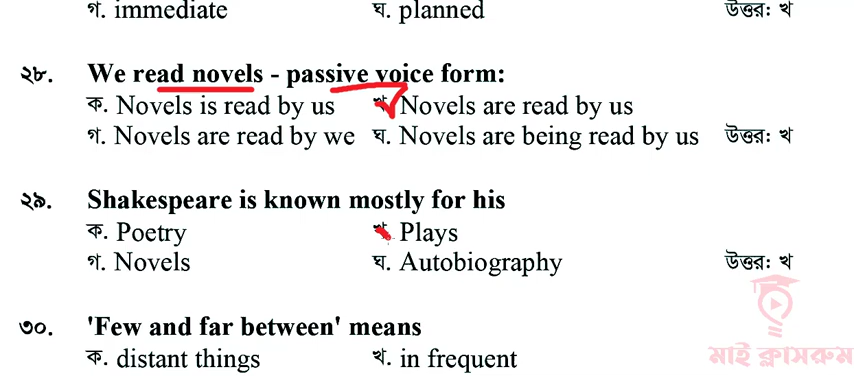 গ. immediate ঘ. planned উত্তর: খ
২৮. We read novels - passive voice form:
ক. Novels is read by us খ. Novels are read by us
গ. Novels are read by we ঘ. Novels are being read by us উত্তর: খ
২৯. Shakespeare is known mostly for his
ক. Poetry খ. Plays
গ. Novels ঘ. Autobiography উত্তর: খ
৩০. 'Few and far between' means
ক. distant things খ. in frequent
মাই ক্লাসরুম